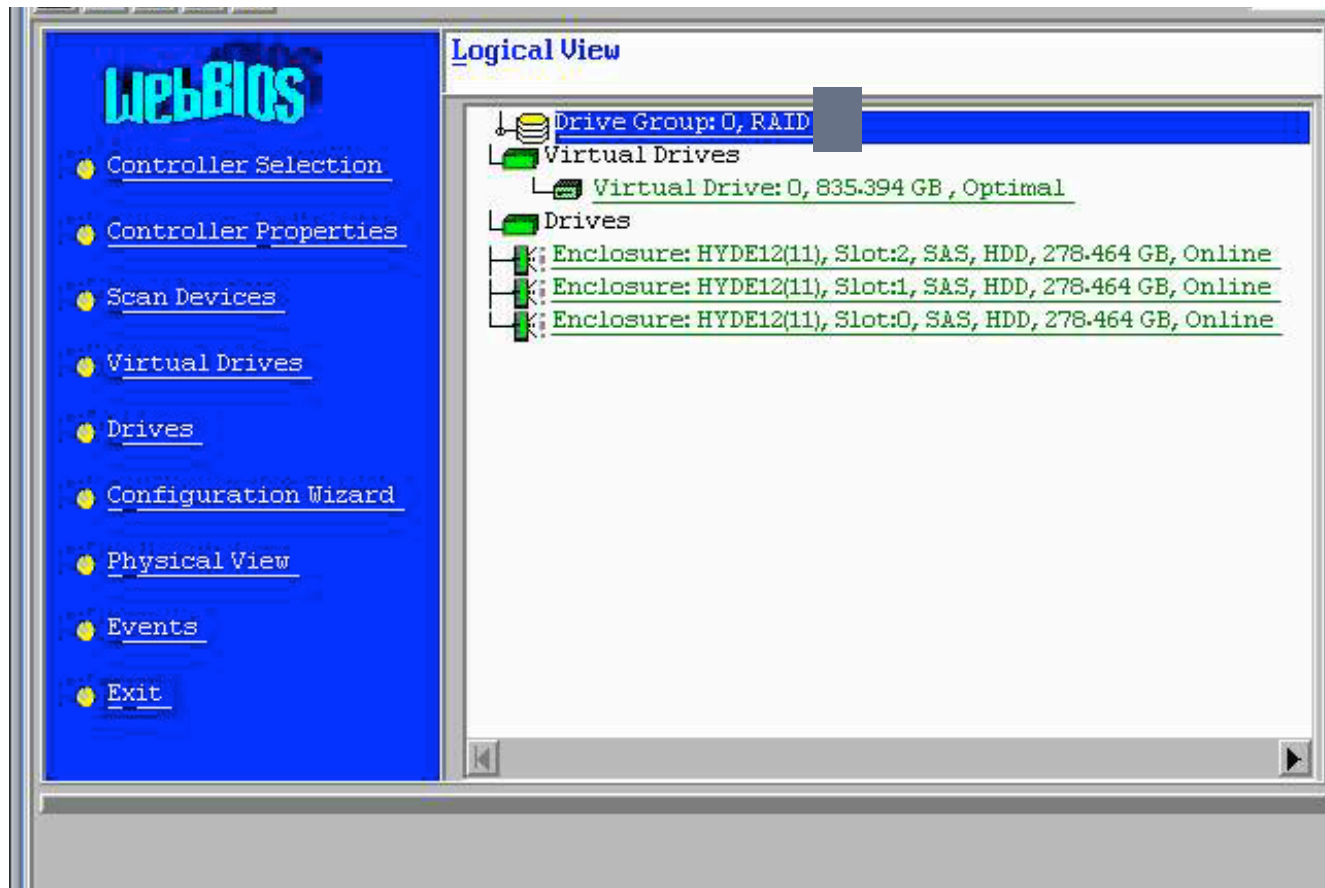 WebBIOS
Controller Selection
Controller Properties
Scan Devices
Virtual Drives
Drives
Configuration Wizard
Physical View
Events
Exit
Logical View
Drive Group: 0, RAID
Virtual Drives
Virtual Drive: 0, 835.394 GB , Optimal
Drives
Enclosure: HYDE12(11), Slot:2, SAS, HDD, 278.464 GB, Online
Enclosure: HYDE12(11), Slot:1, SAS, HDD, 278.464 GB, Online
Enclosure: HYDE12(11), Slot:0, SAS, HDD, 278.464 GB, Online